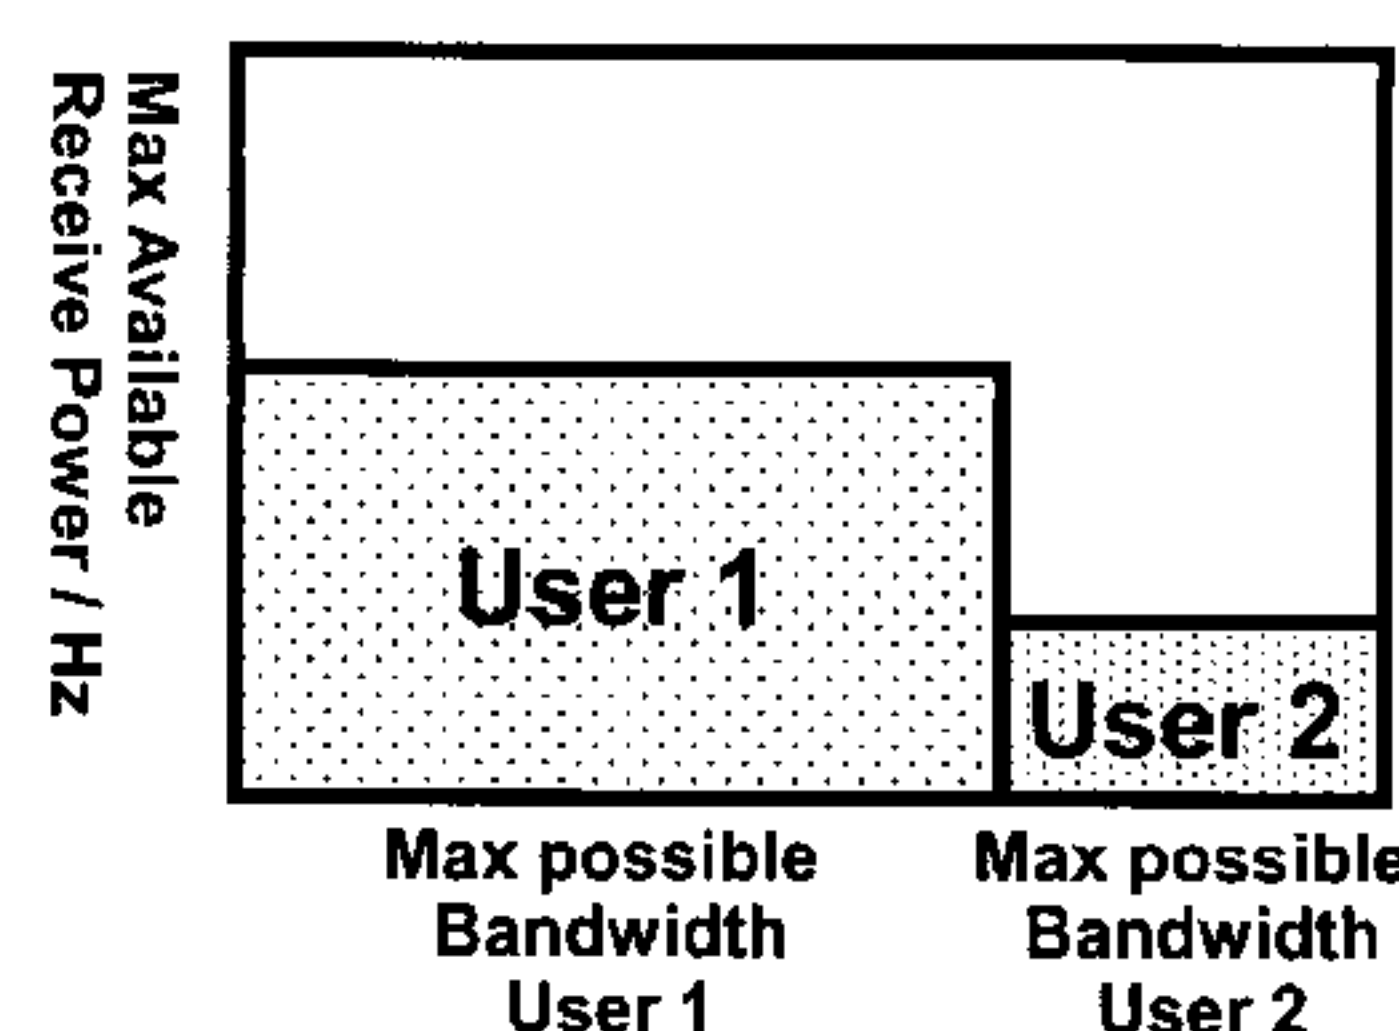 Max Available
Receive Power / Hz
User 1
User 2
Max possible
Bandwidth
User 1
Max possible
Bandwidth
User 2